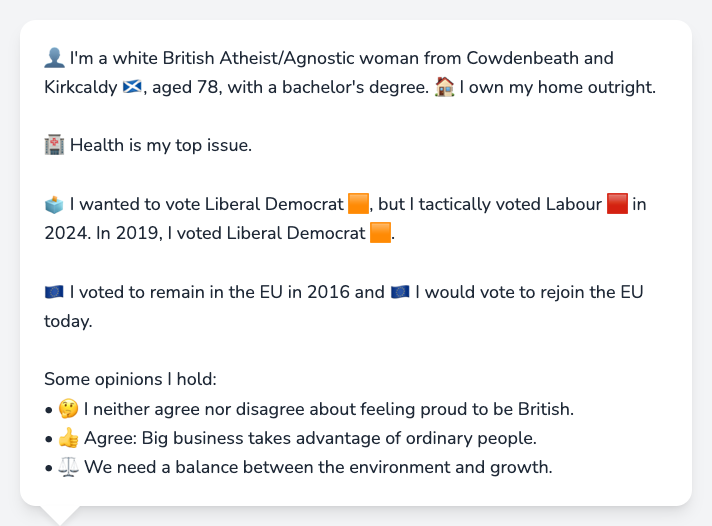 👤 I'm a white British Atheist/Agnostic woman from Cowdenbeath and
Kirkcaldy 🏴󠁧󠁢󠁳󠁣󠁴󠁿, aged 78, with a bachelor's degree. 🏠 I own my home outright.
🏥 Health is my top issue.
🗳️ I wanted to vote Liberal Democrat 🟧, but I tactically voted Labour 🟥 in
2024. In 2019, I voted Liberal Democrat 🟧.
🇪🇺 I voted to remain in the EU in 2016 and 🇪🇺 I would vote to rejoin the EU
today.
Some opinions I hold:
• 🤔 I neither agree nor disagree about feeling proud to be British.
• 👍 Agree: Big business takes advantage of ordinary people.
• ⚖️ We need a balance between the environment and growth.